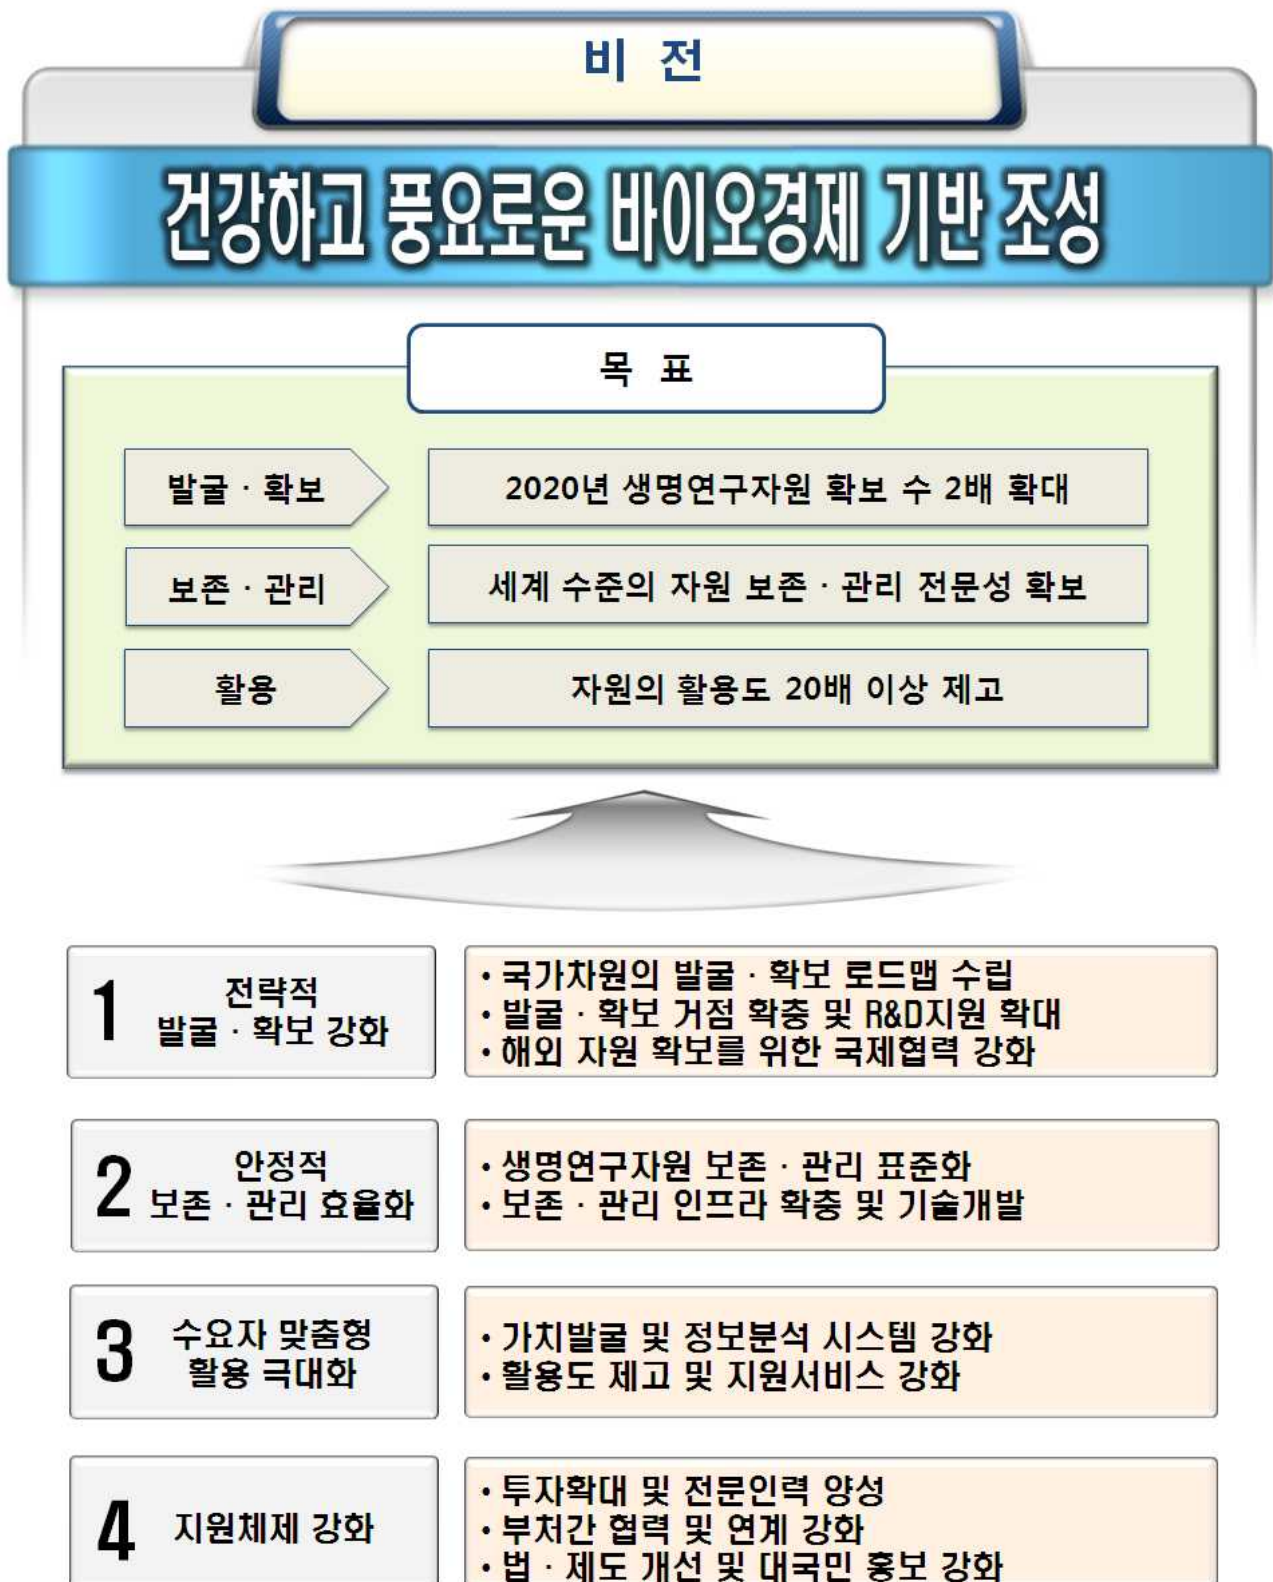 비 전
건강하고 풍요로운 바이오경제 기반 조성
목 표
발굴 · 확보
2020년 생명연구자원 확보 수 2배 확대
보존 · 관리
세계 수준의 자원 보존 · 관리 전문성 확보
활용
자원의 활용도 20배 이상 제고
1
전략적
발굴 · 확보 강화
• 국가차원의 발굴 · 확보 로드맵 수립
• 발굴 · 확보 거점 확충 및 R&D지원 확대
• 해외 자원 확보를 위한 국제협력 강화
2
안정적
보존 · 관리 효율화
• 생명연구자원 보존 · 관리 표준화
• 보존 · 관리 인프라 확충 및 기술개발
3
수요자 맞춤형
활용 극대화
• 가치발굴 및 정보분석 시스템 강화
• 활용도 제고 및 지원서비스 강화
4
지원체제 강화
• 투자확대 및 전문인력 양성
• 부처간 협력 및 연계 강화
• 법 · 제도 개선 및 대국민 홍보 강화